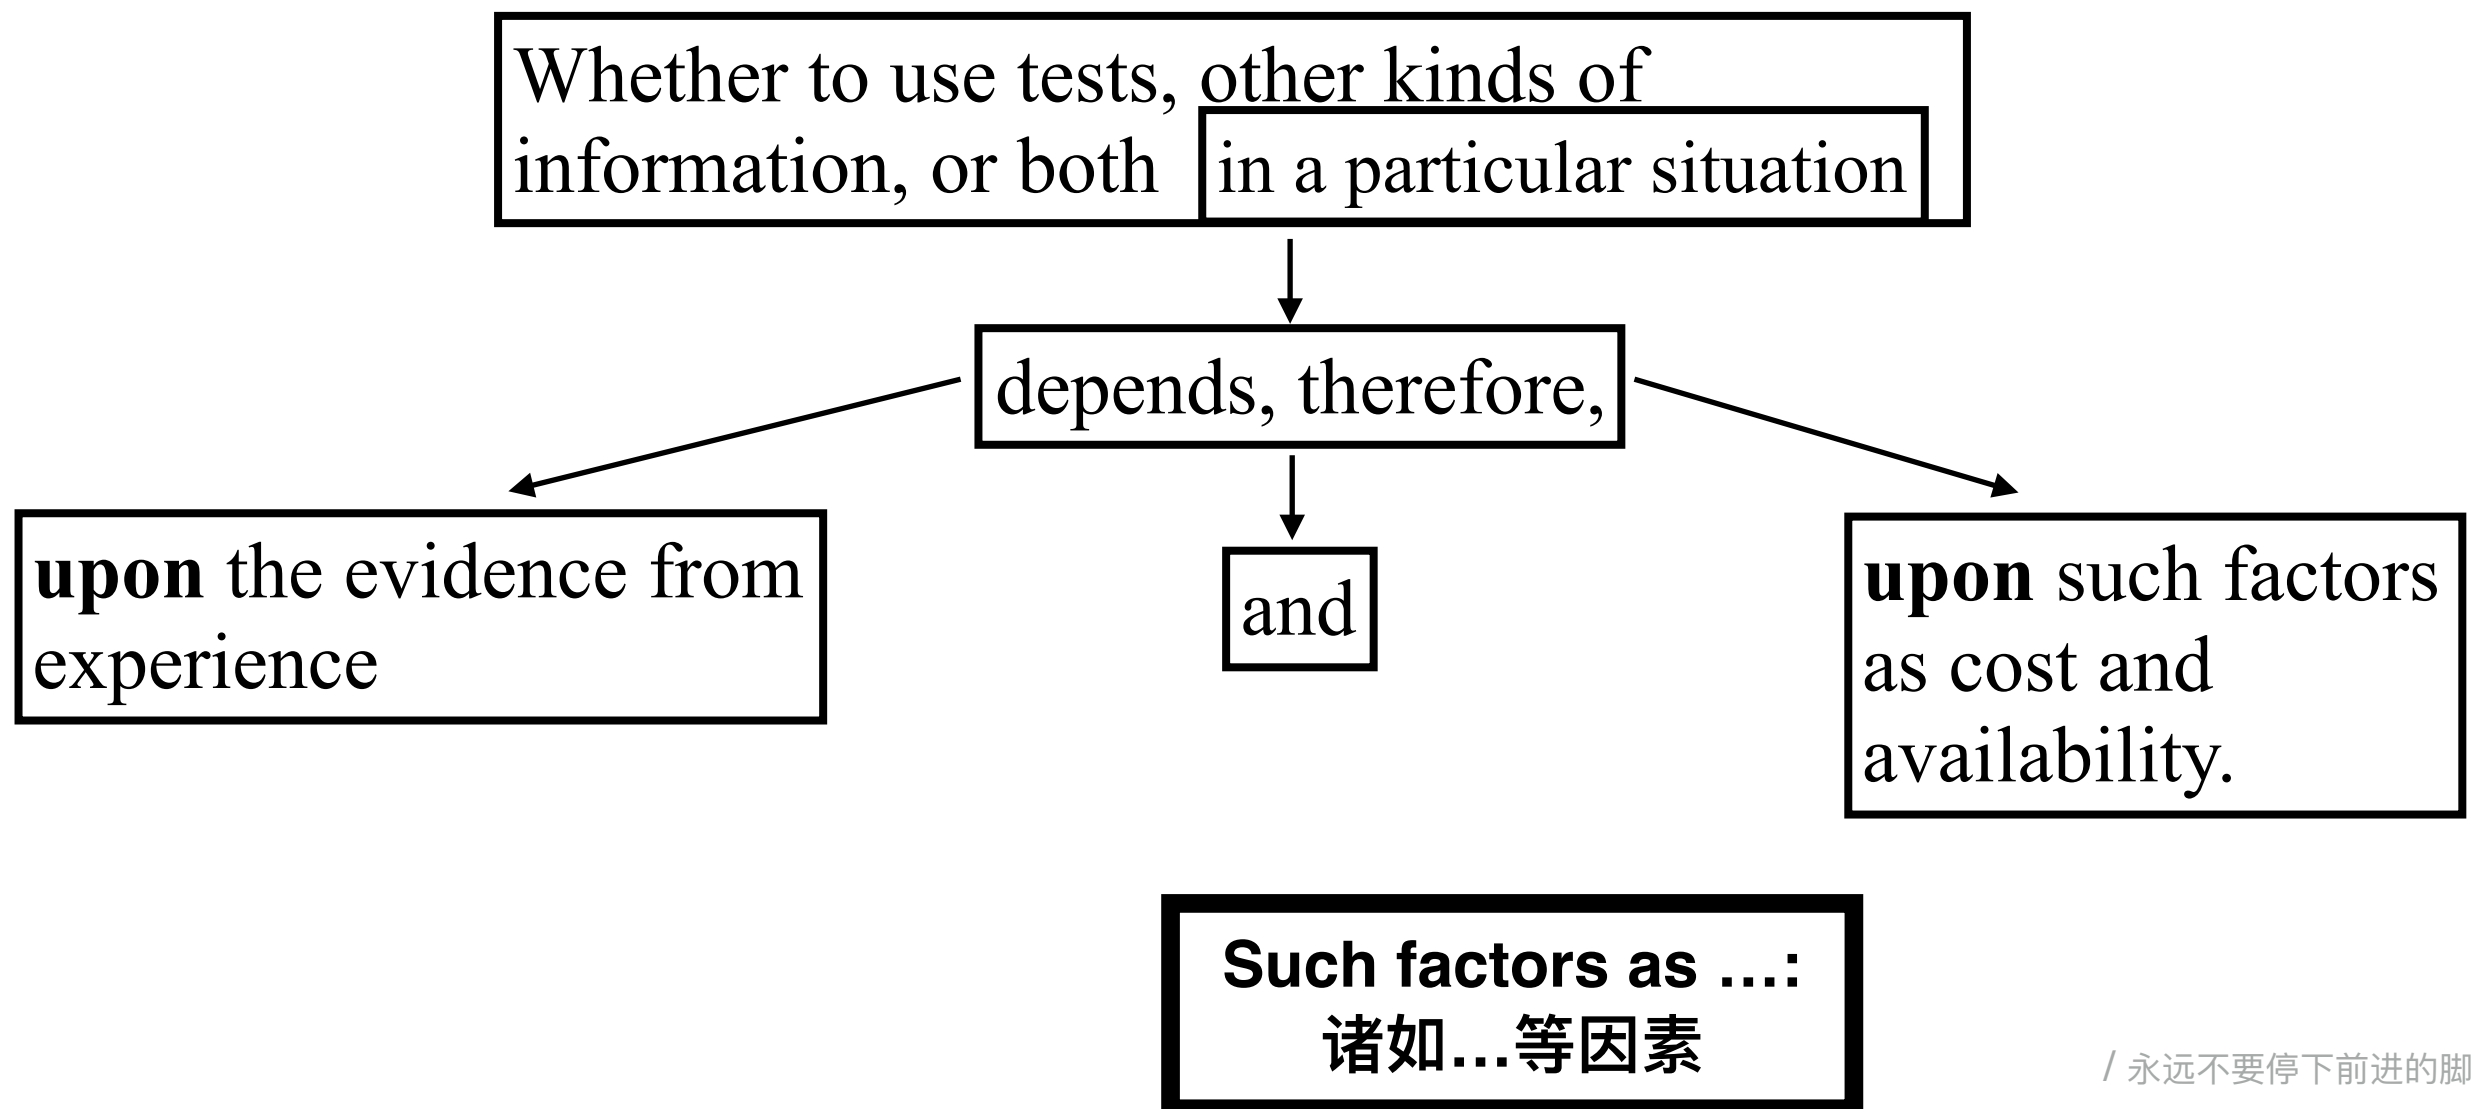 Whether to use tests, other kinds of
information, or both in a particular situation
depends, therefore,
upon the evidence from
experience
and
upon such factors
as cost and
availability.
Such factors as …:
诸如…等因素
/ 永远不要停下前进的脚